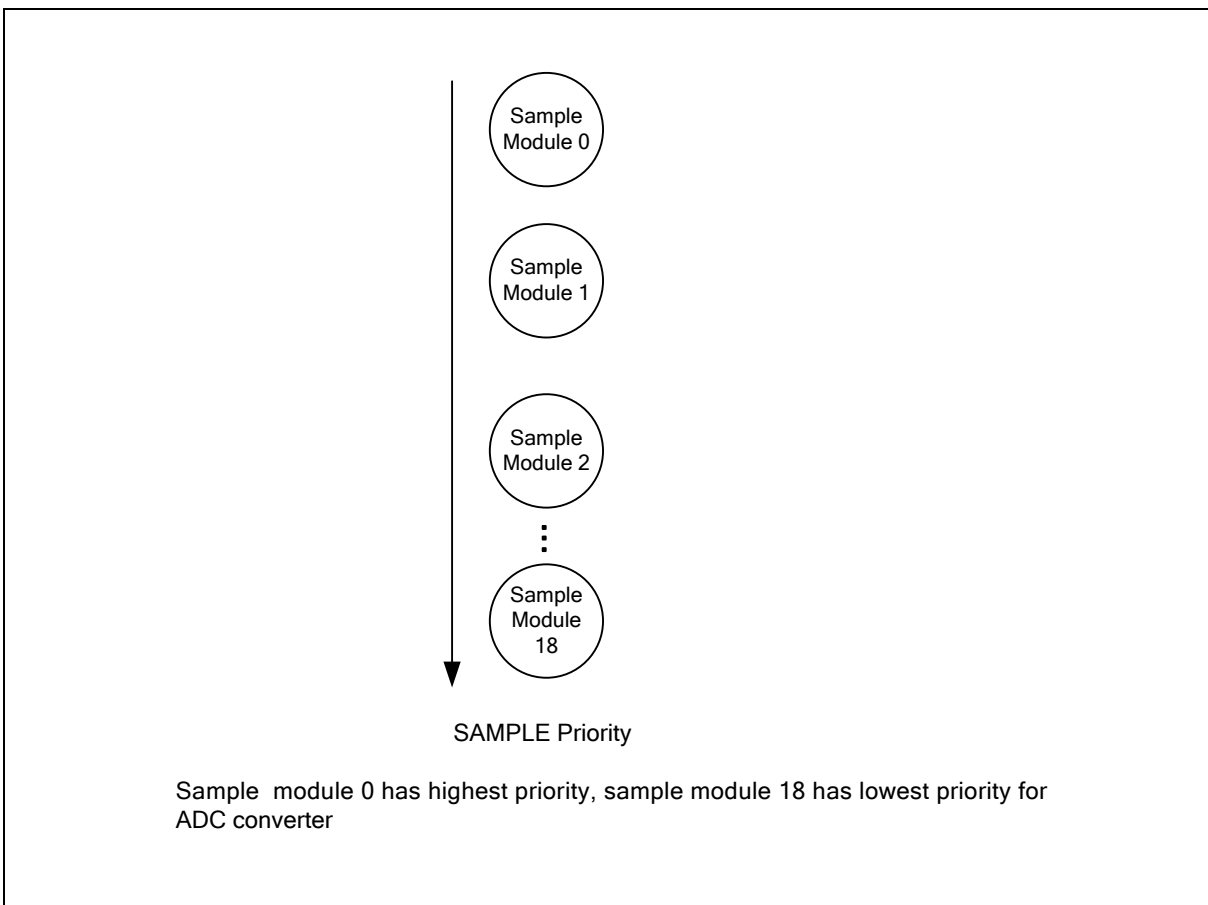 Sample
Module 0
Sample
Module 1
Sample
Module 2
Sample
Module
18
SAMPLE Priority
Sample module 0 has highest priority, sample module 18 has lowest priority for
ADC converter